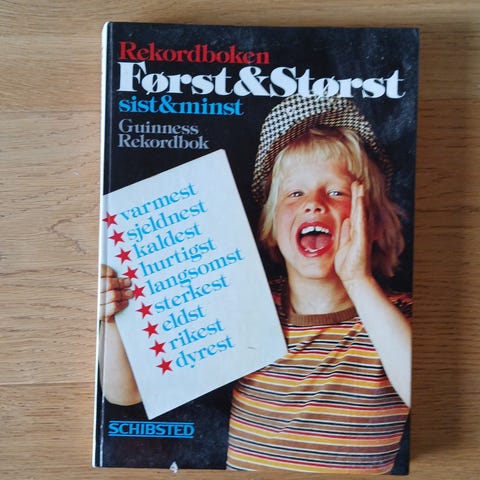 Rekordboken
Først&Størst
sist&minst
Guinness
Rekordbok
varmest
sjeldnest
kaldest
hurtigst
langsomst
sterkest
eldst
rikest
dyrest
SCHIBSTED